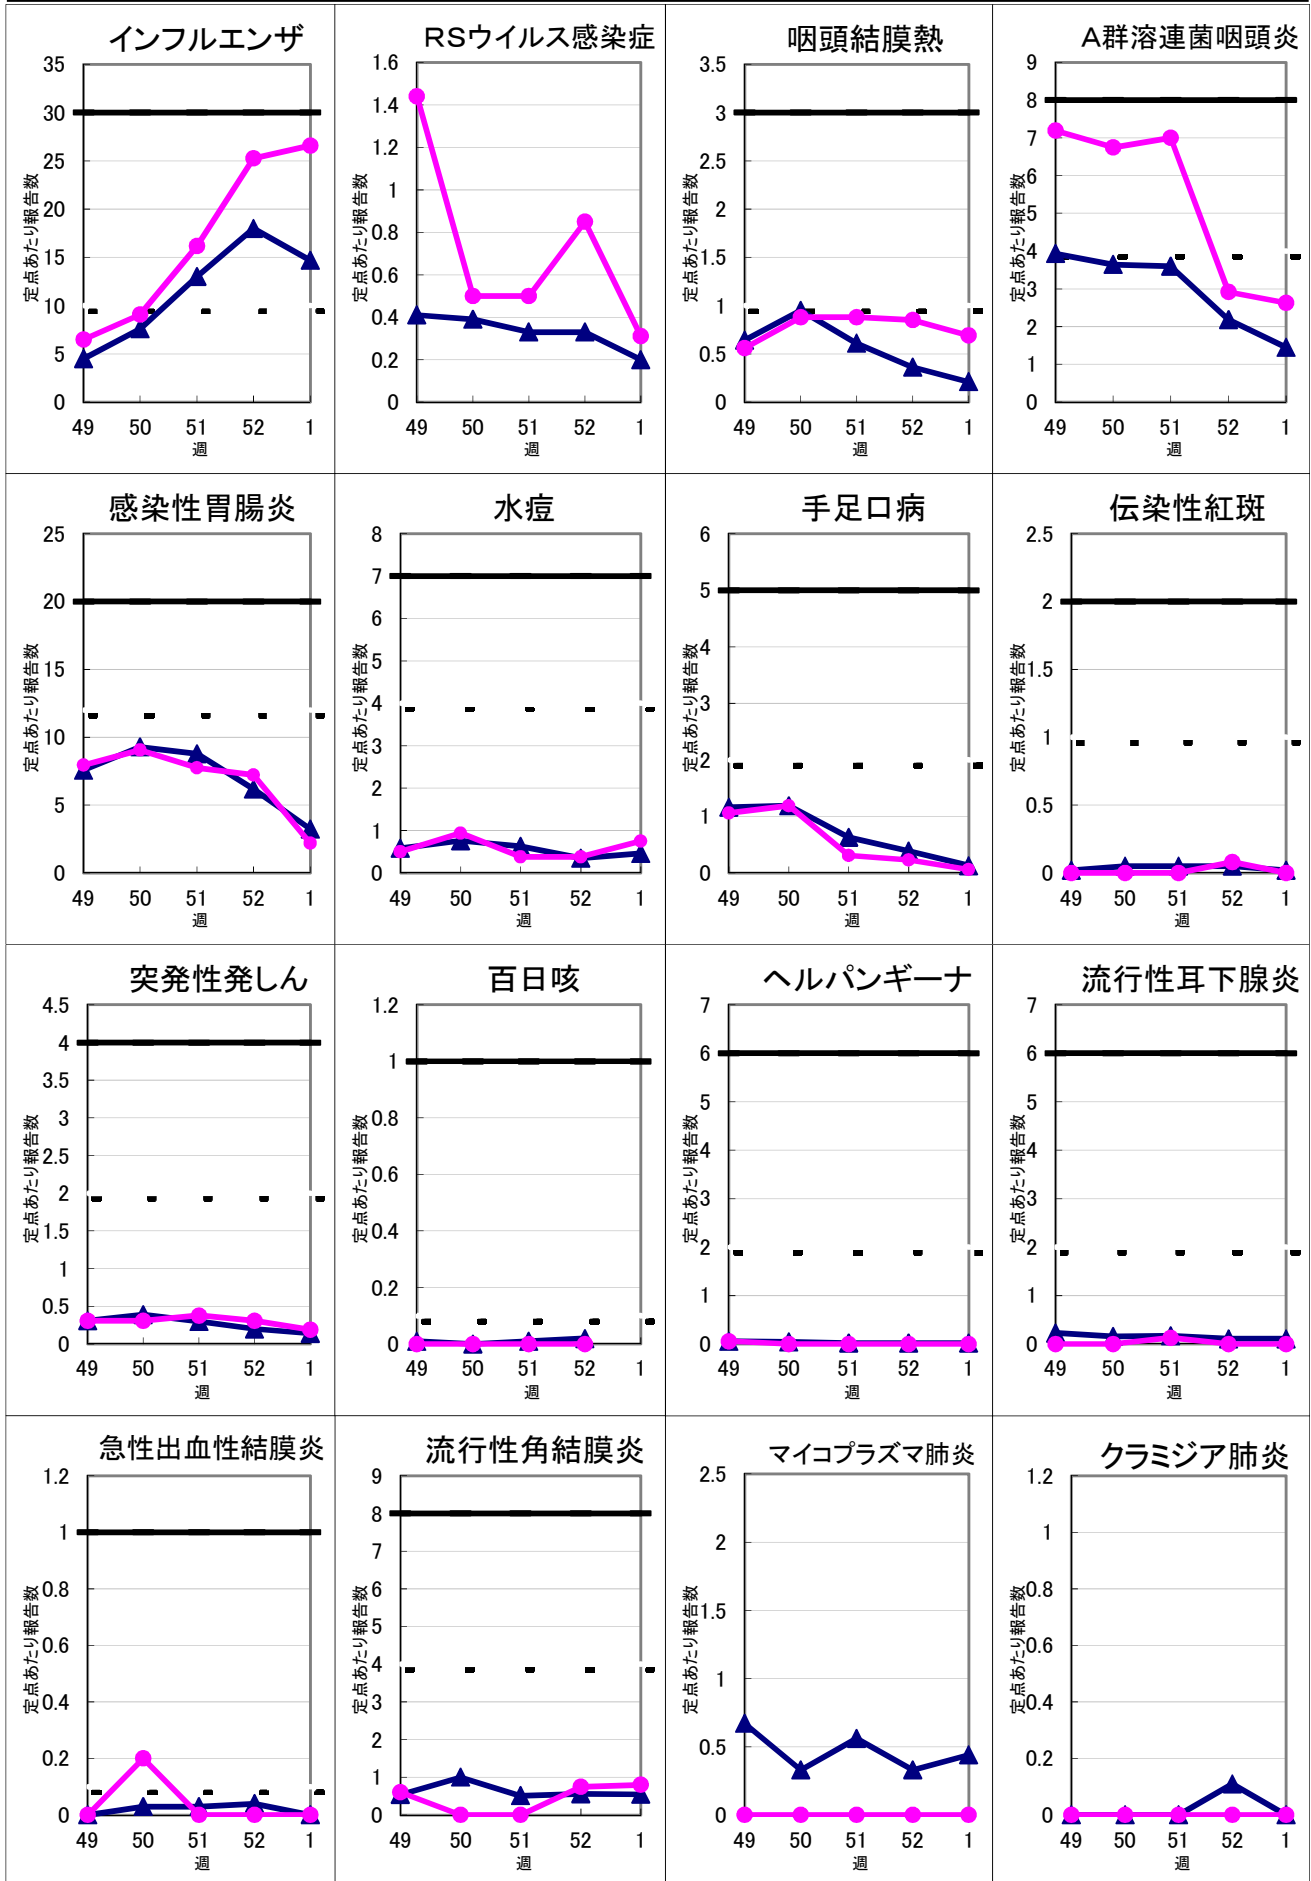 インフルエンザ
35
30
25
20
15
10
5
0
定点あたり報告数
49 50 51 52 1
週
RSウイルス感染症
1.6
1.4
1.2
1
0.8
0.6
0.4
0.2
0
定点あたり報告数
49 50 51 52 1
週
咽頭結膜熱
3.5
3
2.5
2
1.5
1
0.5
0
定点あたり報告数
49 50 51 52 1
週
A群溶連菌咽頭炎
9
8
7
6
5
4
3
2
1
0
定点あたり報告数
49 50 51 52 1
週
感染性胃腸炎
25
20
15
10
5
0
定点あたり報告数
49 50 51 52 1
週
水痘
8
7
6
5
4
3
2
1
0
定点あたり報告数
49 50 51 52 1
週
手足口病
6
5
4
3
2
1
0
定点あたり報告数
49 50 51 52 1
週
伝染性紅斑
2.5
2
1.5
1
0.5
0
定点あたり報告数
49 50 51 52 1
週
突発性発しん
4.5
4
3.5
3
2.5
2
1.5
1
0.5
0
定点あたり報告数
49 50 51 52 1
週
百日咳
1.2
1
0.8
0.6
0.4
0.2
0
定点あたり報告数
49 50 51 52 1
週
ヘルパンギーナ
7
6
5
4
3
2
1
0
定点あたり報告数
49 50 51 52 1
週
流行性耳下腺炎
7
6
5
4
3
2
1
0
定点あたり報告数
49 50 51 52 1
週
急性出血性結膜炎
1.2
1
0.8
0.6
0.4
0.2
0
定点あたり報告数
49 50 51 52 1
週
流行性角結膜炎
9
8
7
6
5
4
3
2
1
0
定点あたり報告数
49 50 51 52 1
週
マイコプラズマ肺炎
2.5
2
1.5
1
0.5
0
定点あたり報告数
49 50 51 52 1
週
クラミジア肺炎
1.2
1
0.8
0.6
0.4
0.2
0
定点あたり報告数
49 50 51 52 1
週